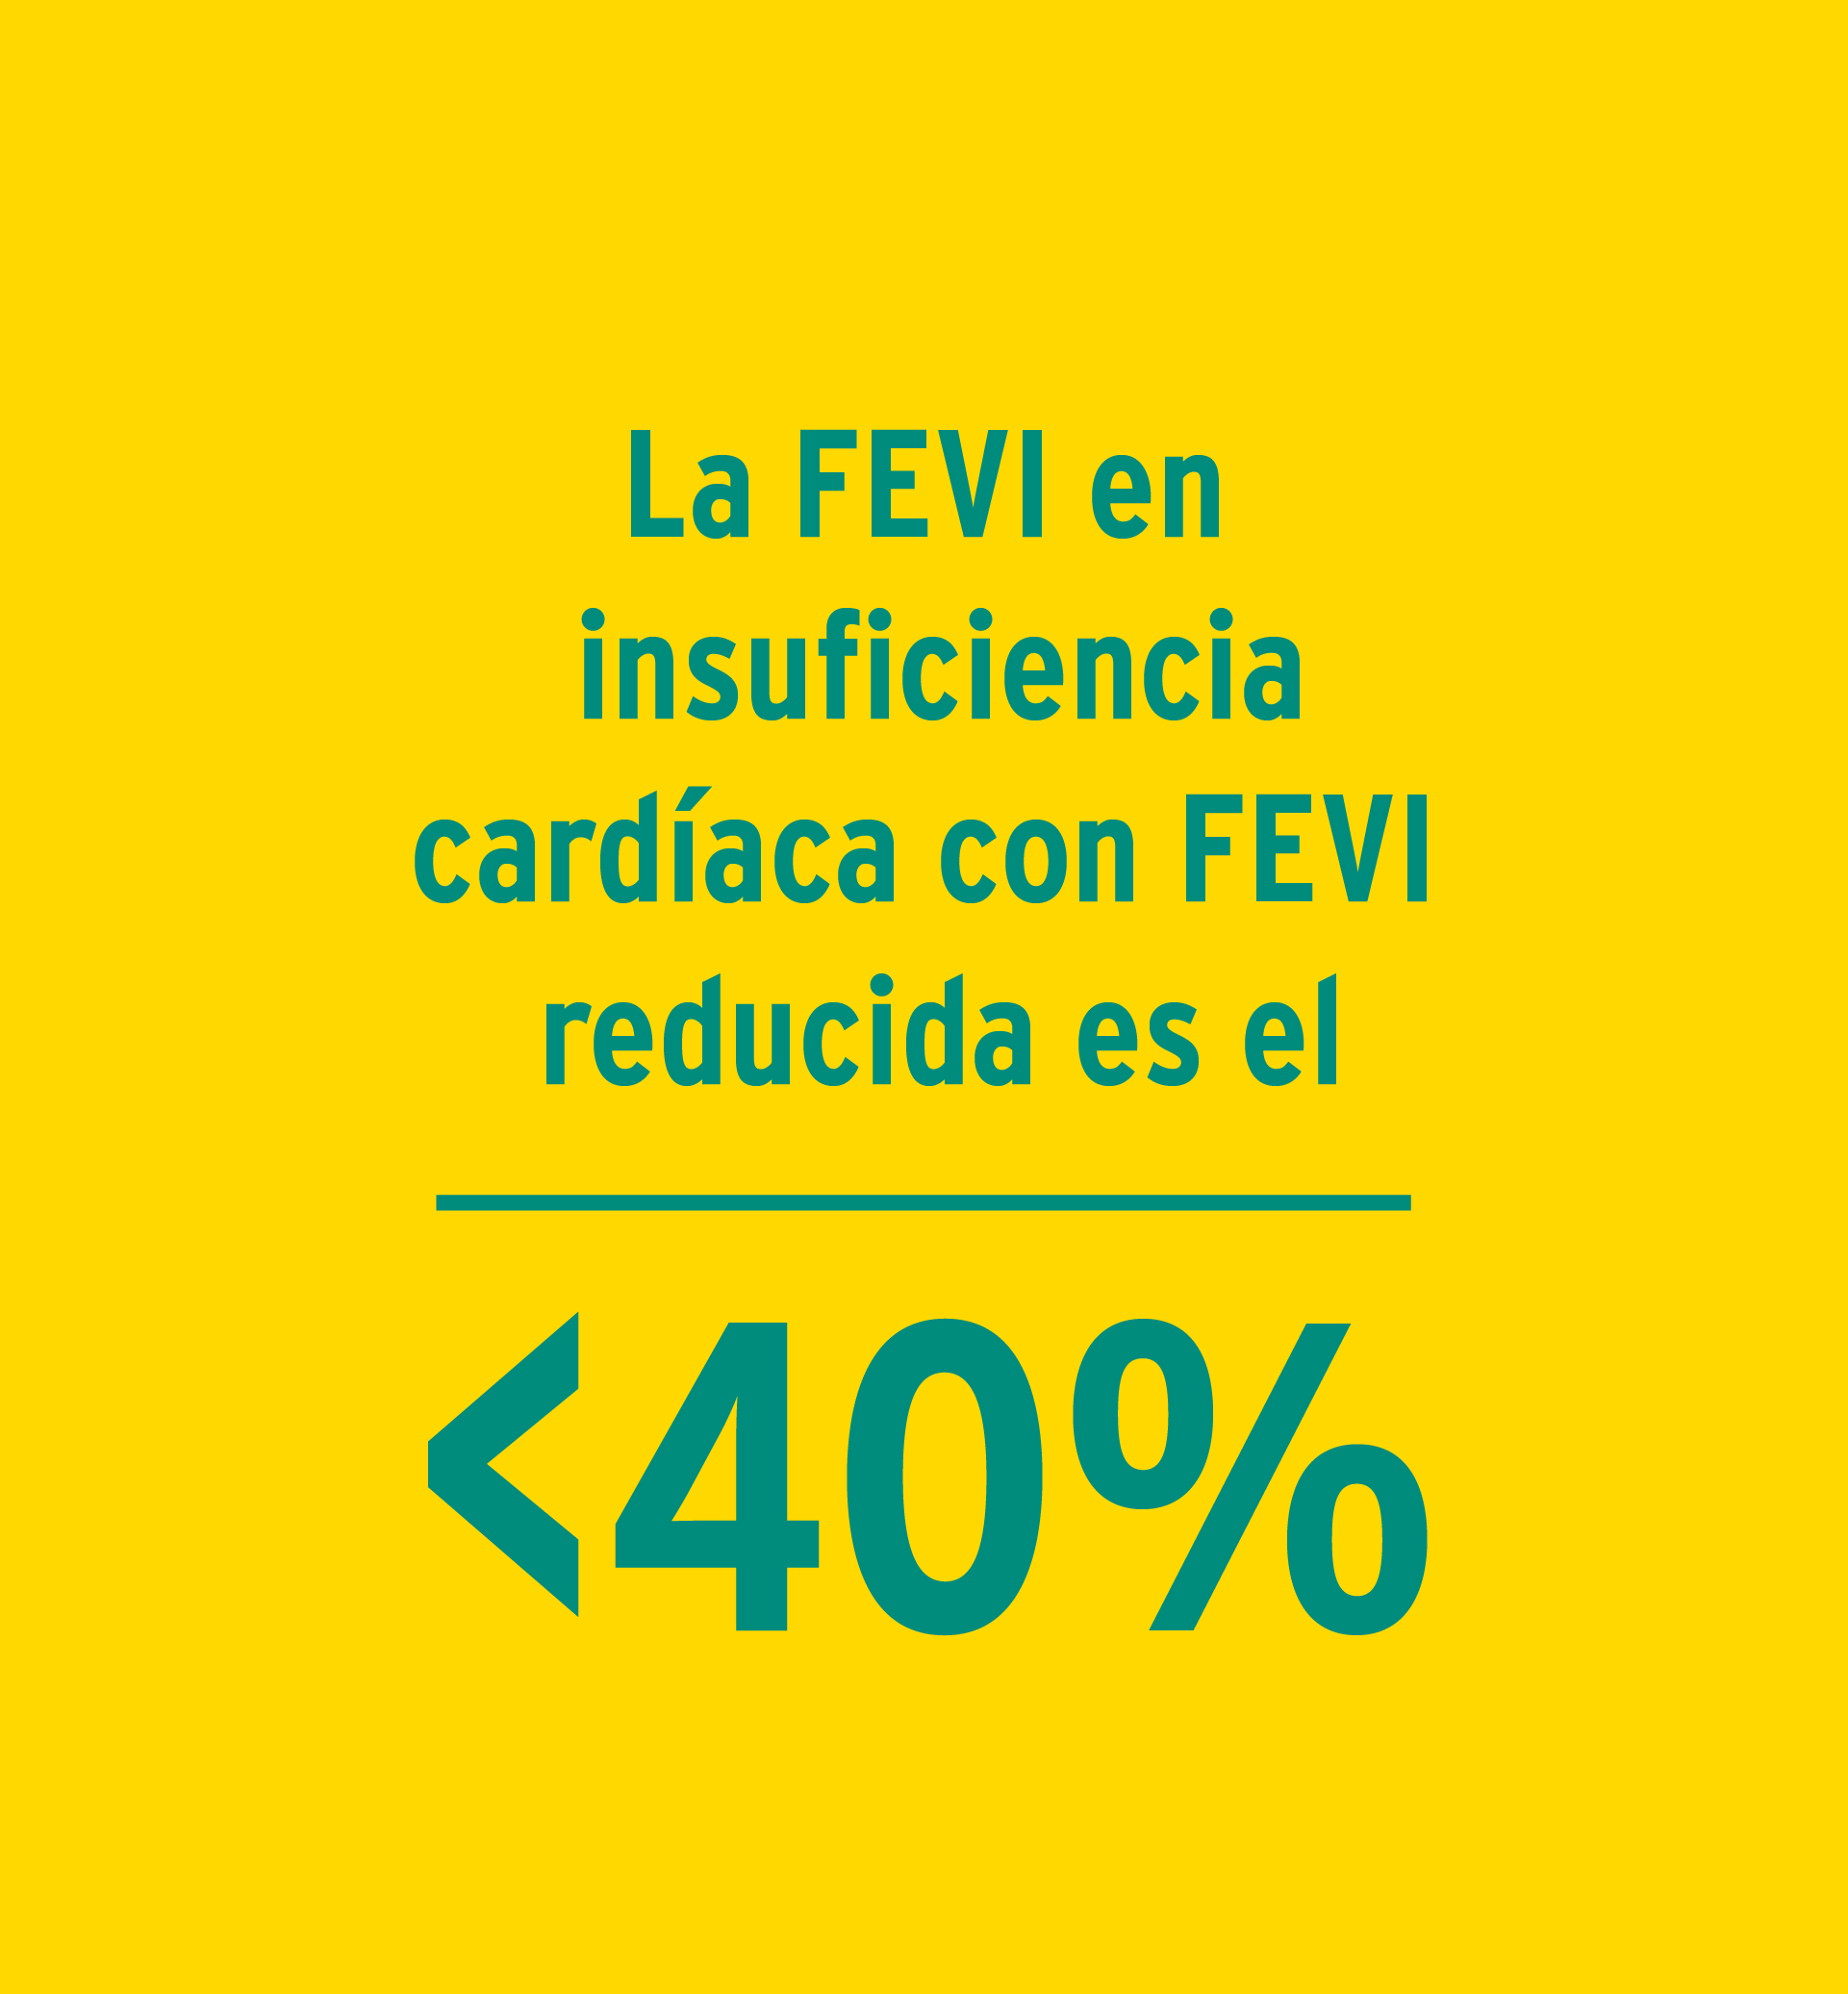 La FEVI en
insuficiencia
cardíaca con FEVI
reducida es el
<40%